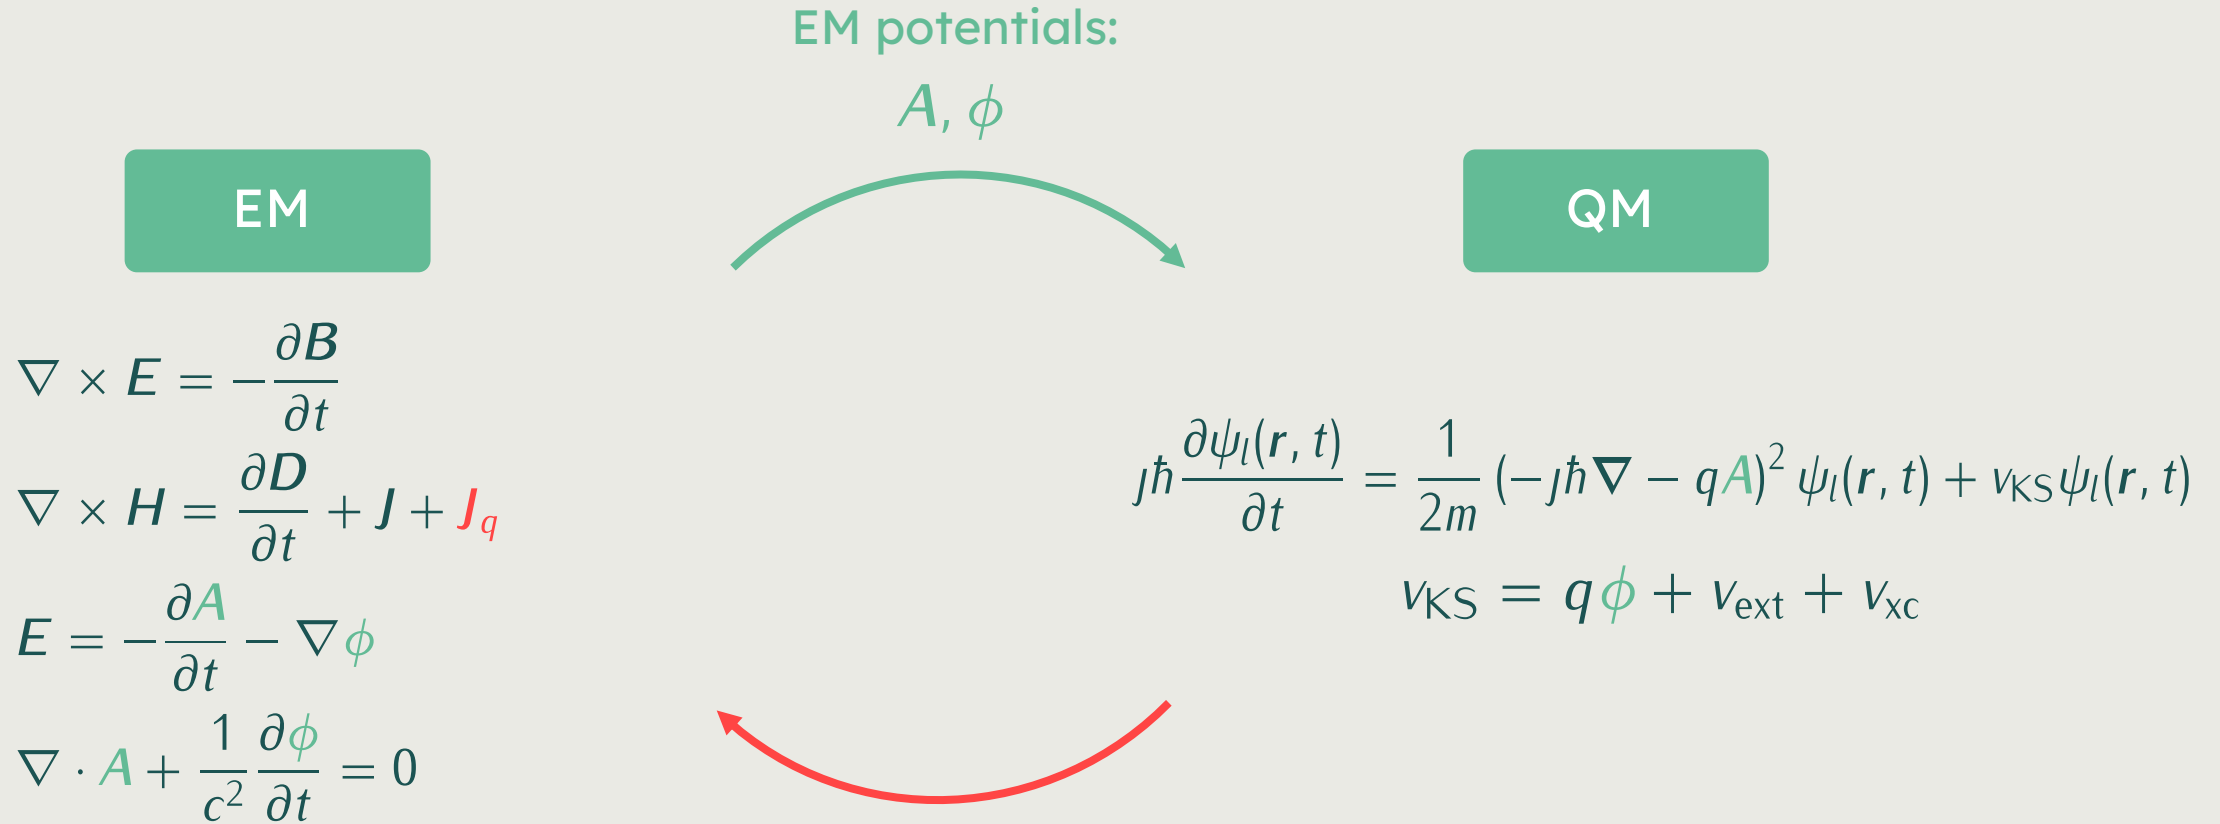 EM potentials:
A, ϕ
EM
QM
∇ × E = −∂B/∂t
∇ × H = ∂D/∂t + J + J_q
E = −∂A/∂t − ∇ϕ
∇ · A + 1/c² ∂ϕ/∂t = 0
ȷħ ∂ψ_l(r, t)/∂t = 1/2m (−ȷħ∇ − qA)² ψ_l(r, t) + v_KS ψ_l(r, t)
v_KS = qϕ + v_ext + v_xc